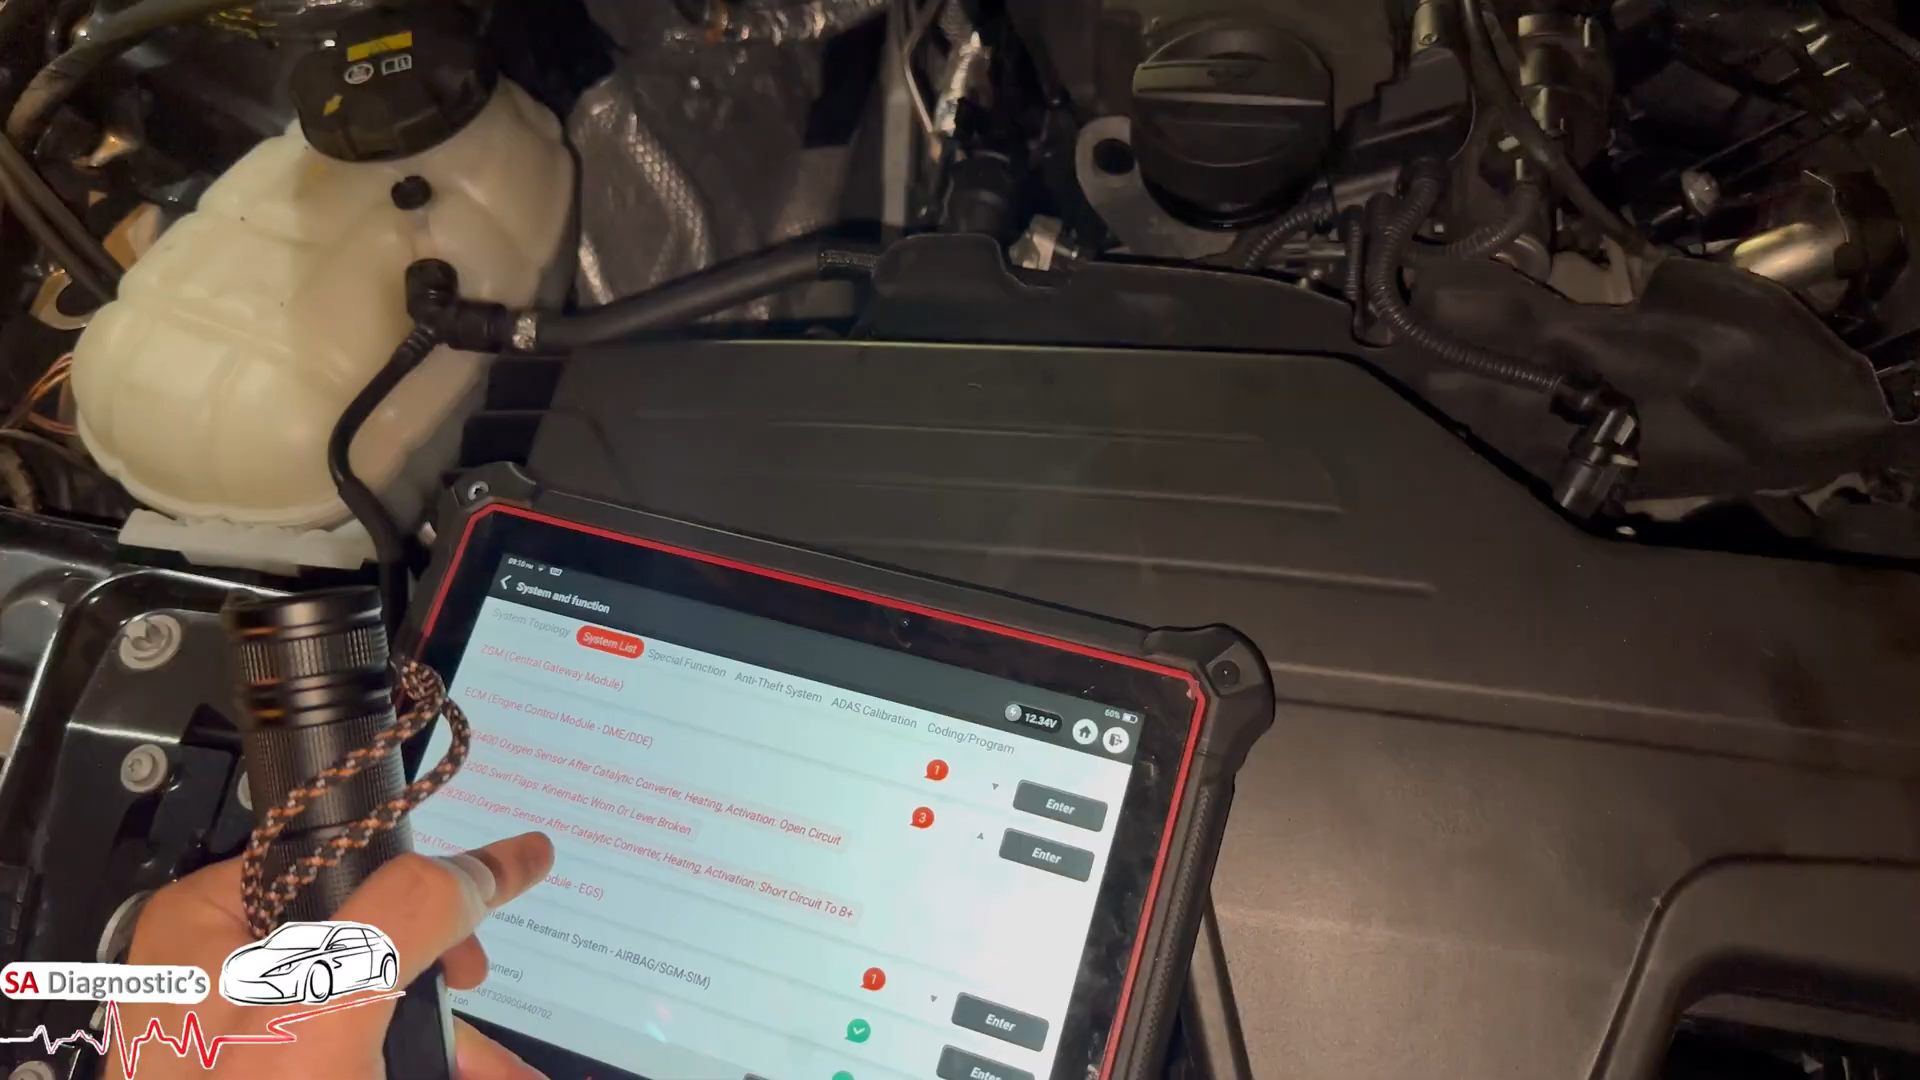 09:10 PM
System and function
60%
12.34V
System Topology System List Special Function Anti-Theft System ADAS Calibration Coding/Program
ZGM (Central Gateway Module)
1
Enter
ECM (Engine Control Module - DME/DDE)
3
Enter
Oxygen Sensor After Catalytic Converter, Heating, Activation: Open Circuit
Swirl Flaps: Kinematic Worn Or Lever Broken
Oxygen Sensor After Catalytic Converter, Heating, Activation: Short Circuit To B+
- EGS)
1
Enter
Restraint System - AIRBAG/SGM-SIM)
Enter
SA Diagnostic's